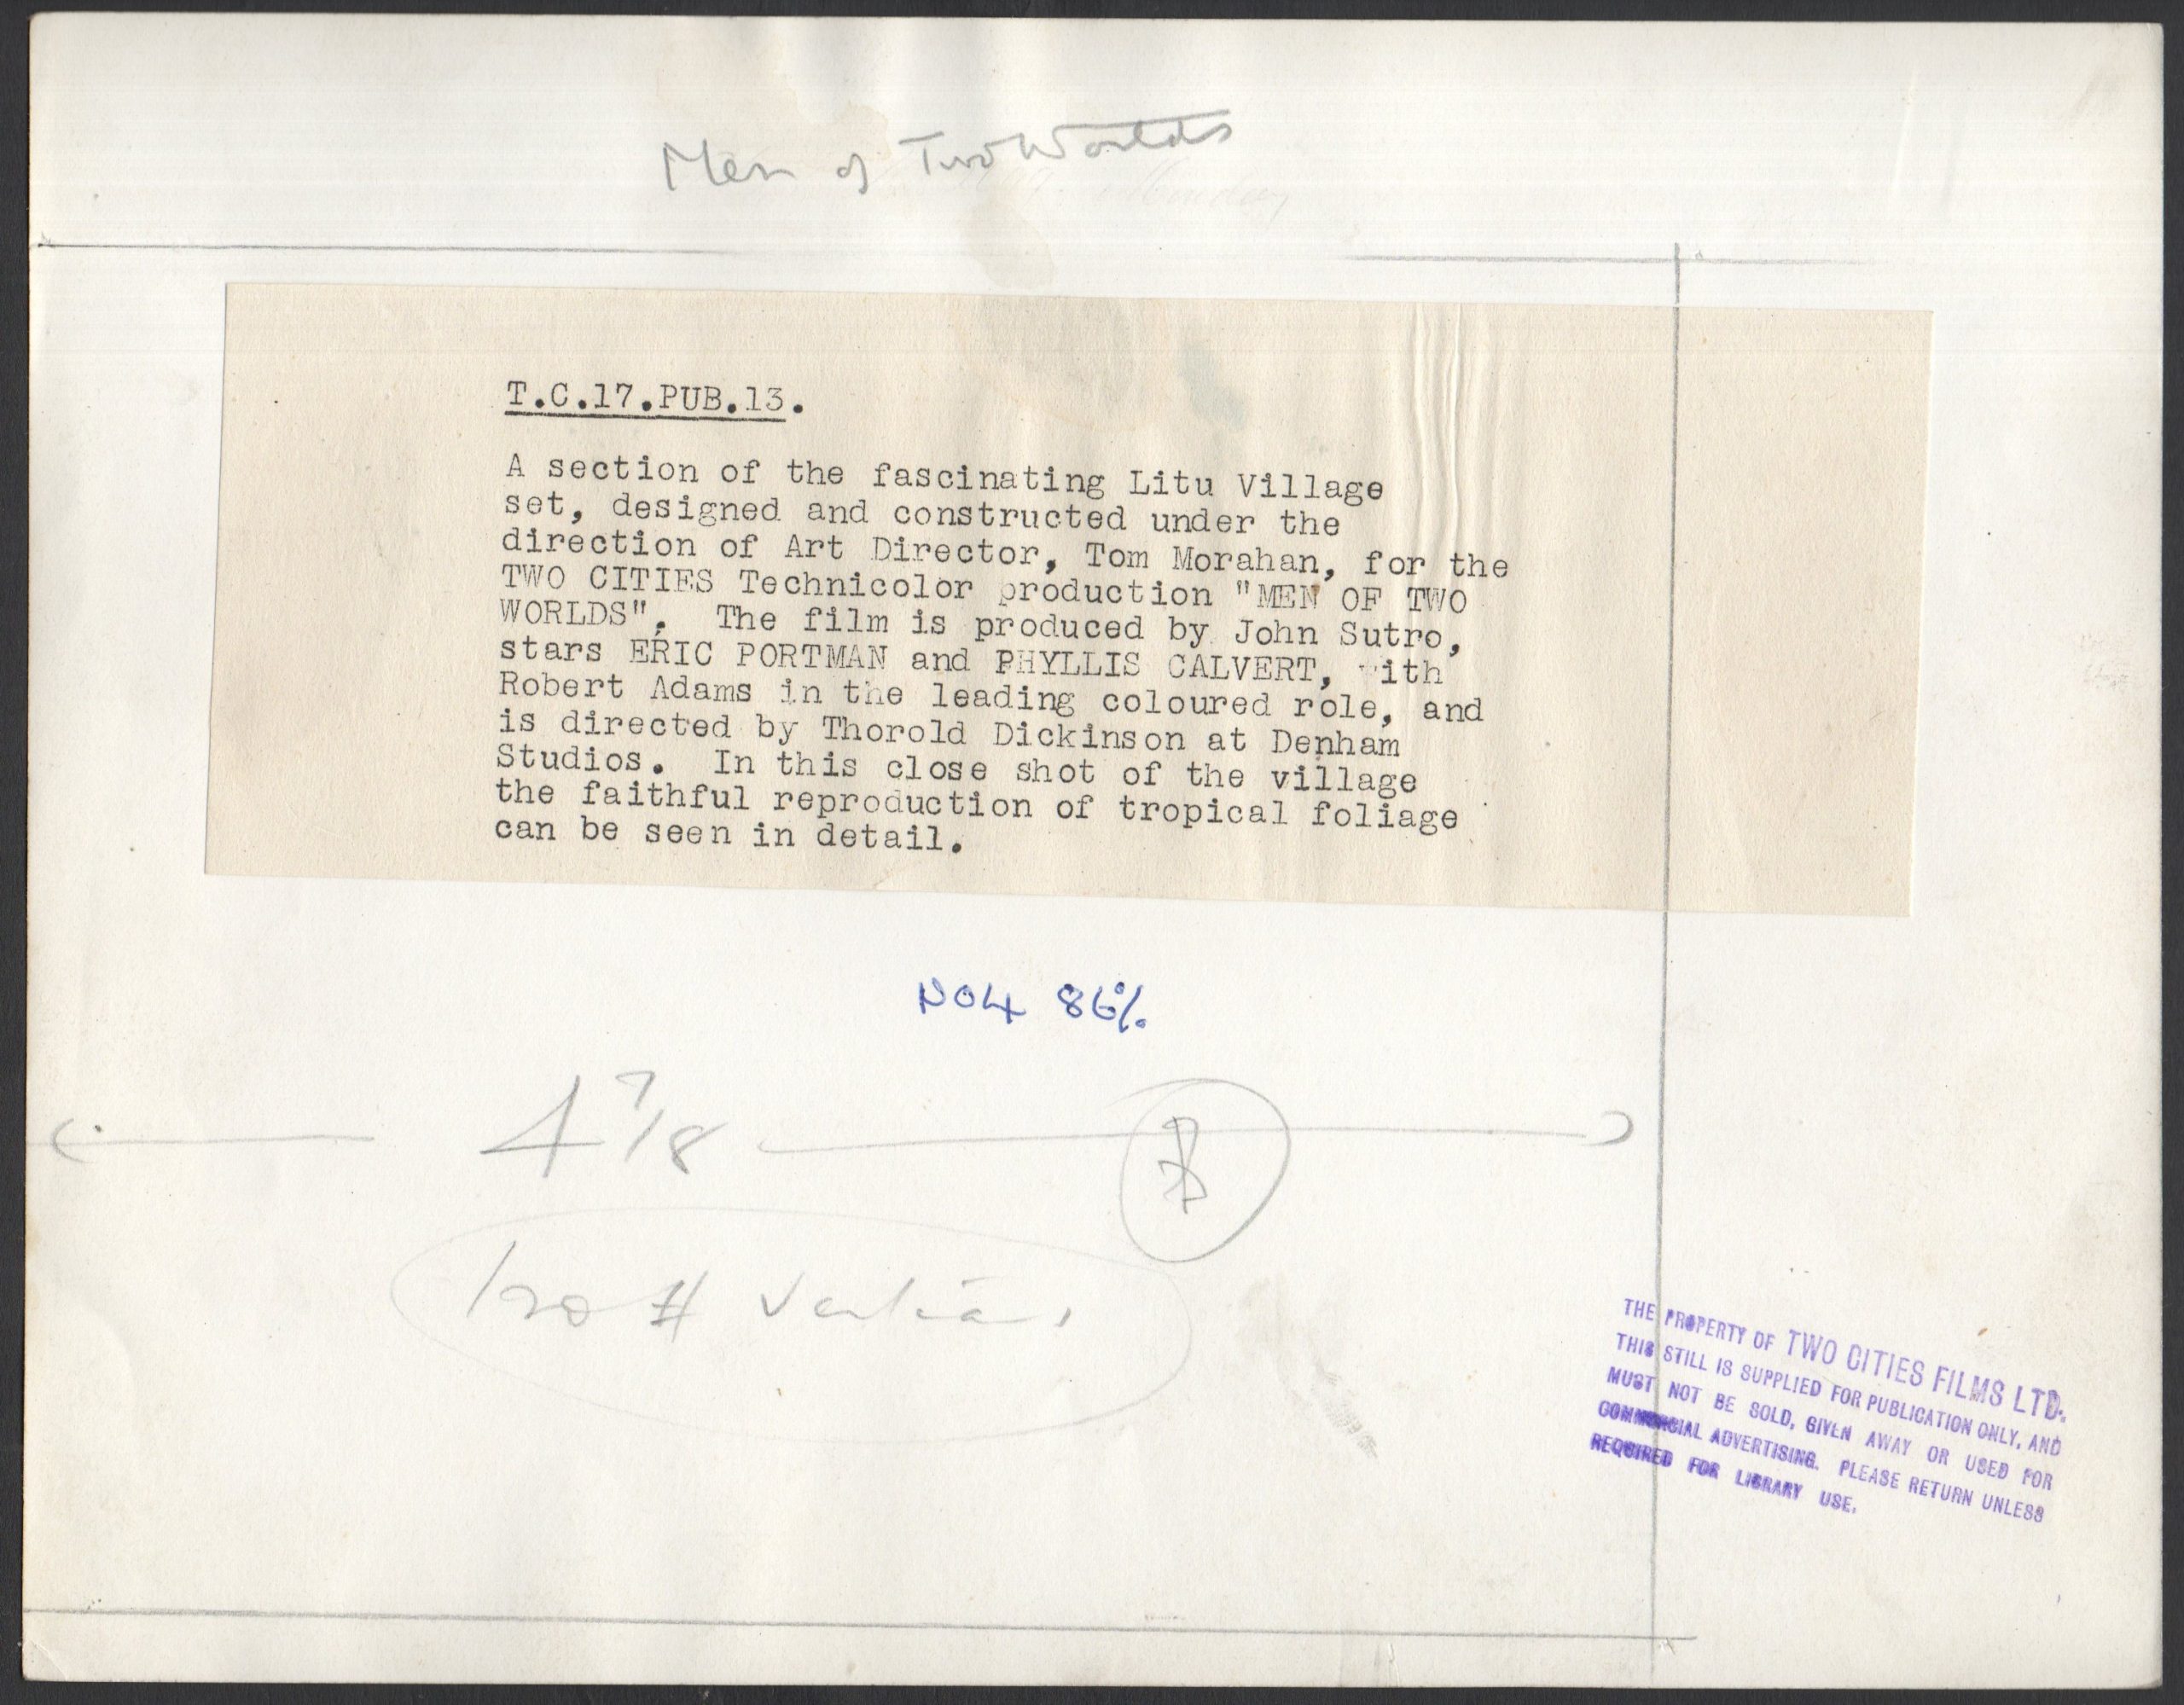 Men of Two Worlds
T.C.17.PUB.13.
A section of the fascinating Litu Village
set, designed and constructed under the
direction of Art Director, Tom Morahan, for the
TWO CITIES Technicolor production "MEN OF TWO
WORLDS". The film is produced by John Sutro,
stars ERIC PORTMAN and PHYLLIS CALVERT, with
Robert Adams in the leading coloured role, and
is directed by Thorold Dickinson at Denham
Studios. In this close shot of the village
the faithful reproduction of tropical foliage
can be seen in detail.
NO4 86%
4 7/8
120 #
THE PROPERTY OF TWO CITIES FILMS LTD.
THIS STILL IS SUPPLIED FOR PUBLICATION ONLY, AND
MUST NOT BE SOLD, GIVEN AWAY OR USED FOR
COMMERCIAL ADVERTISING. PLEASE RETURN UNLESS
REQUIRED FOR LIBRARY USE.